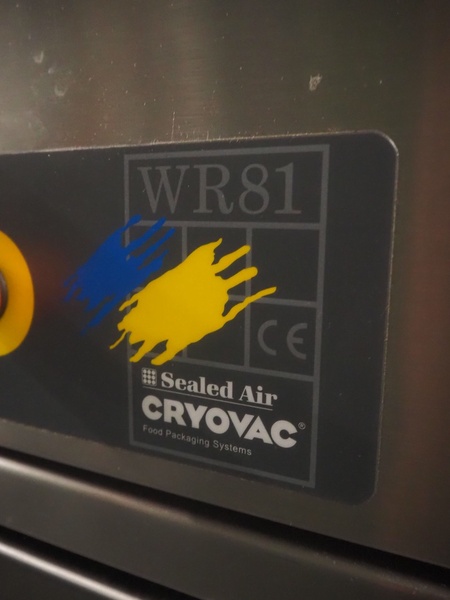 WR81
CE
Sealed Air
CRYOVAC®
Food Packaging Systems